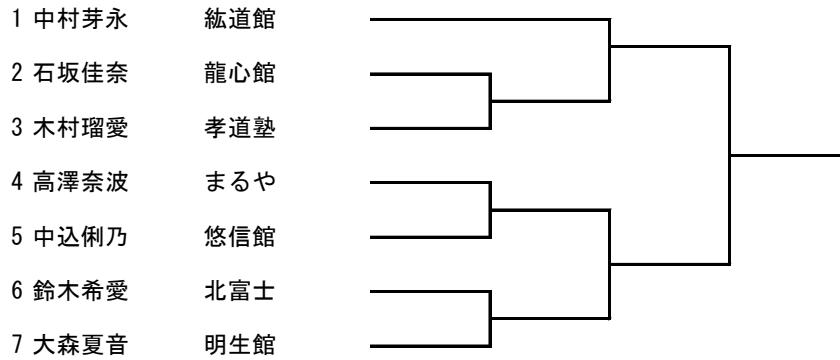 1 中村芽永 紘道館
2 石坂佳奈 龍心館
3 木村瑠愛 孝道塾
4 高澤奈波 まるや
5 中込俐乃 悠信館
6 鈴木希愛 北富士
7 大森夏音 明生館